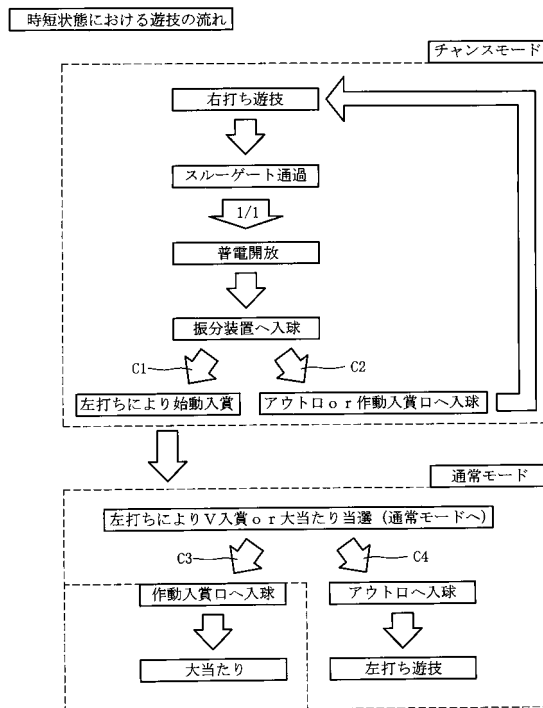 時短状態における遊技の流れ
チャンスモード
右打ち遊技
スルーゲート通過
1/1
普電開放
振分装置へ入球
C1
C2
左打ちにより始動入賞
アウト口or作動入賞口へ入球
通常モード
左打ちによりV入賞or大当たり当選(通常モードへ)
C3
C4
作動入賞口へ入球
アウト口へ入球
大当たり
左打ち遊技